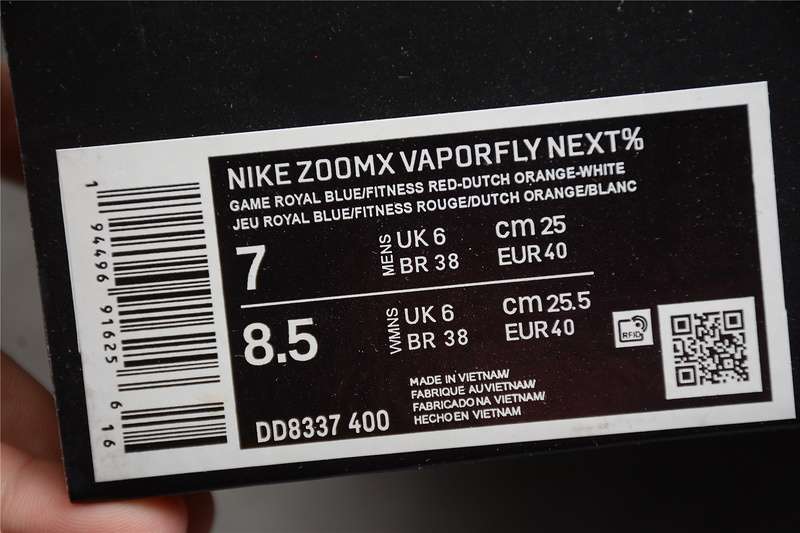 NIKE ZOOMX VAPORFLY NEXT%
GAME ROYAL BLUE/FITNESS RED-DUTCH ORANGE-WHITE
JEU ROYAL BLUE/FITNESS ROUGE/DUTCH ORANGE/BLANC
7
MENS
UK 6
BR 38
cm 25
EUR 40
8.5
WMNS
UK 6
BR 38
cm 25.5
EUR 40
RFID
MADE IN VIETNAM/
FABRIQUE AU VIETNAM/
FABRICADO NA VIETNAM/
HECHO EN VIETNAM
DD8337 400
1 94496 91625 6 16